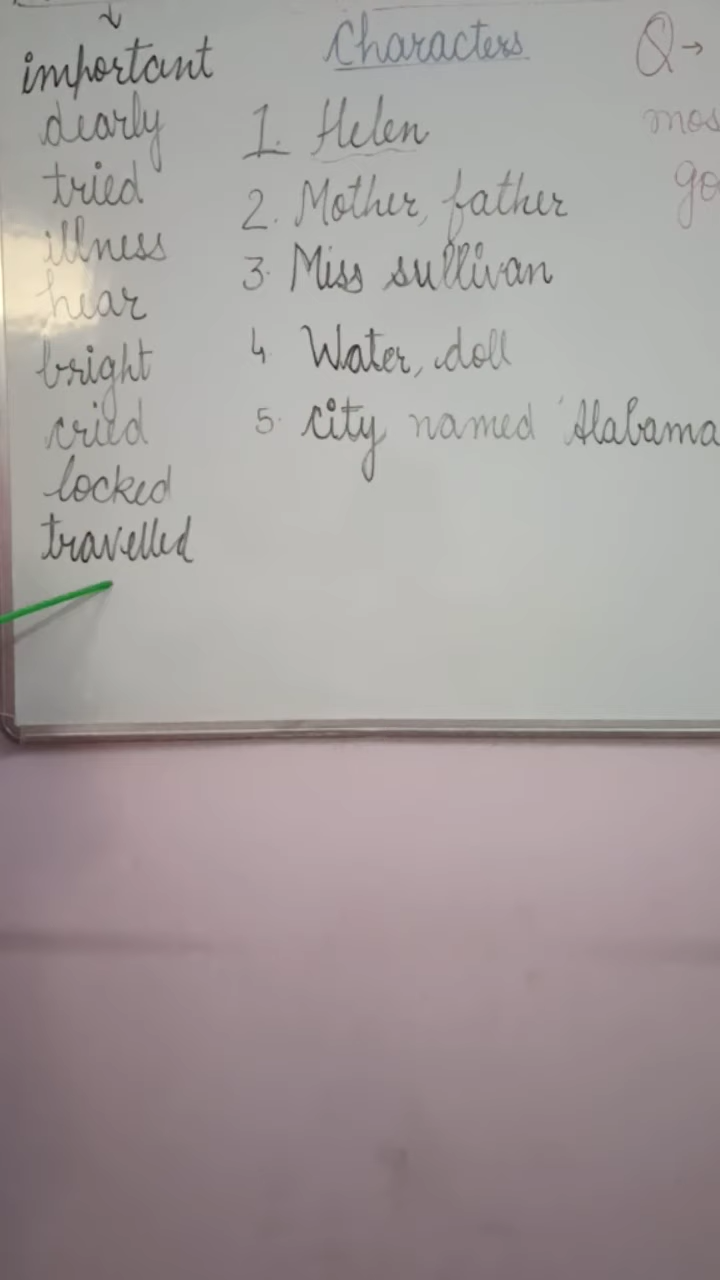 important
dearly
tried
illness
hear
bright
cried
locked
travelled
Characters
1. Helen
2. Mother, father
3. Miss sullivan
4. Water, doll
5. city named 'Alabama
Q→